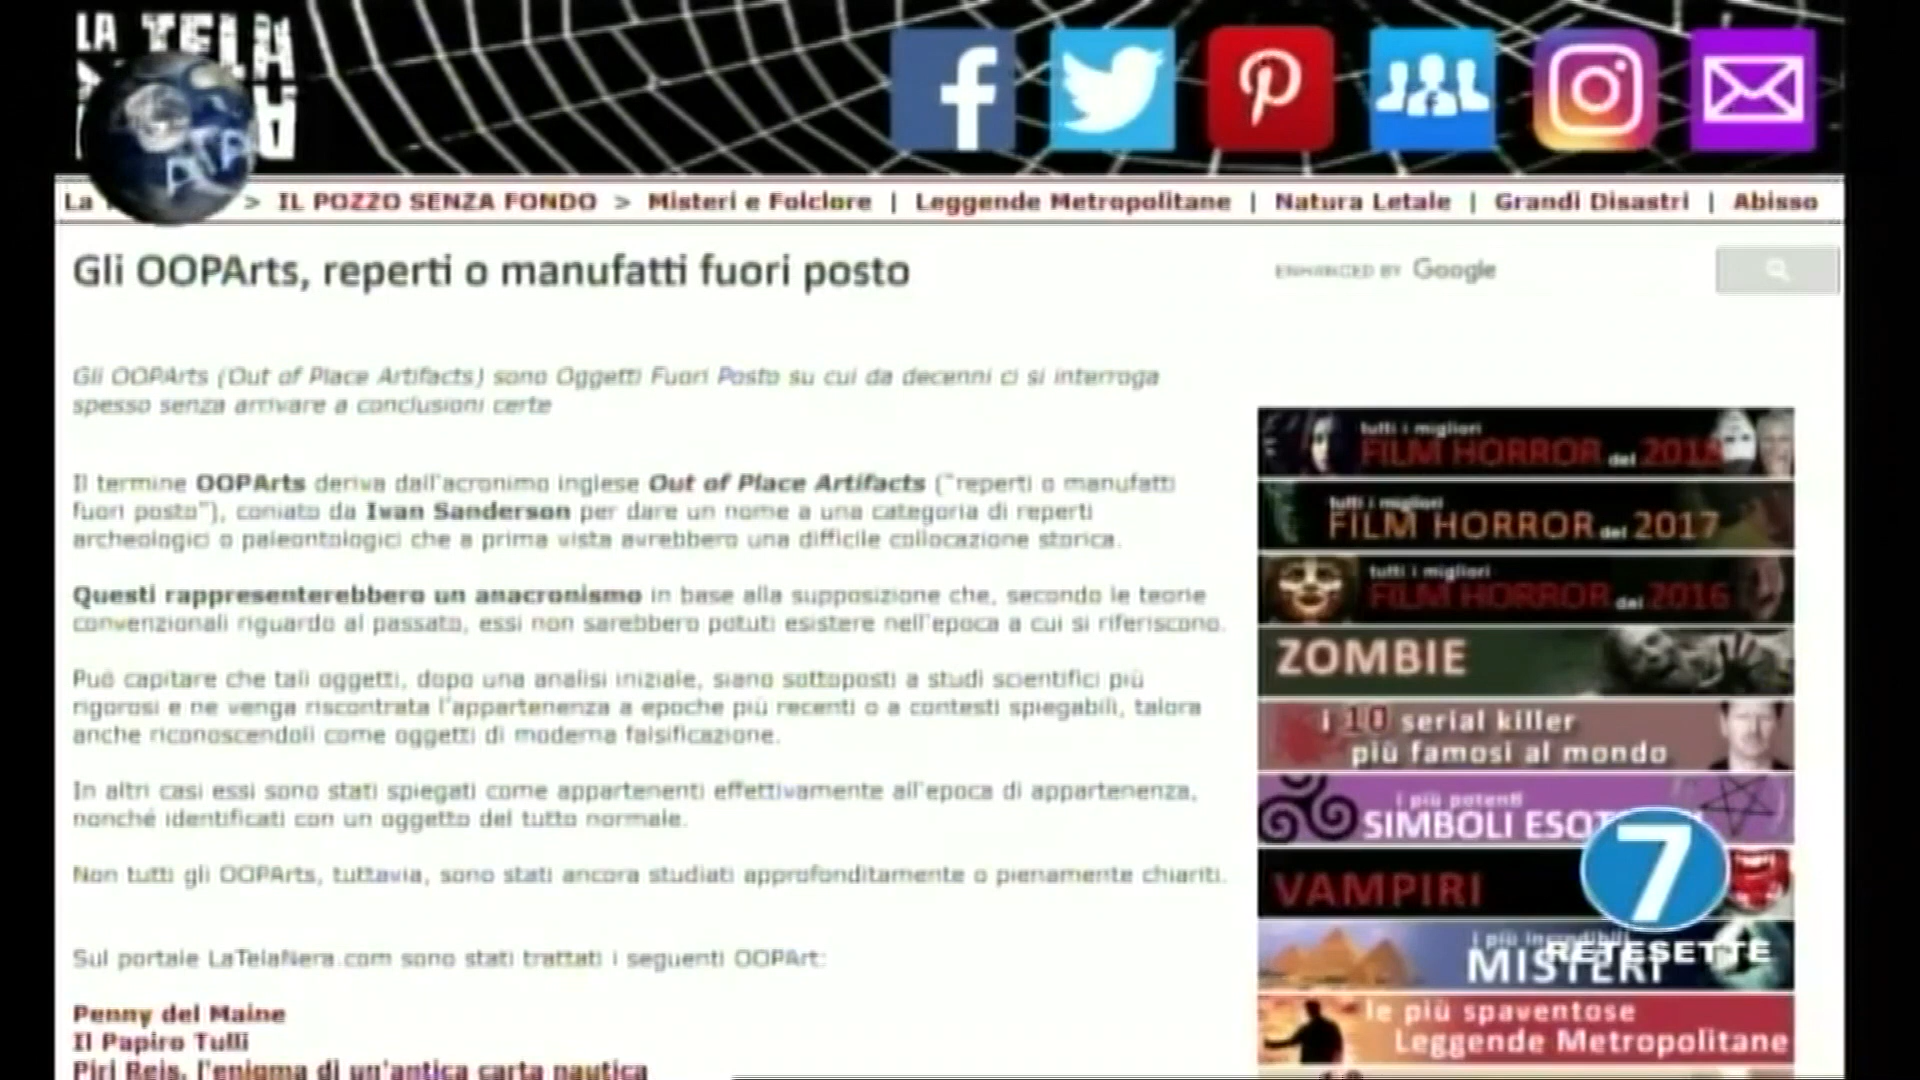 LA TELA
IL POZZO SENZA FONDO > Misteri e Folclore | Leggende Metropolitane | Natura Letale | Grandi Disastri | Abisso
Gli OOPArts, reperti o manufatti fuori posto
ENHANCED BY Google
Gli OOPArts (Out of Place Artifacts) sono Oggetti Fuori Posto su cui da decenni ci si interroga
spesso senza arrivare a conclusioni certe
Il termine OOPArts deriva dall'acronimo inglese Out of Place Artifacts ("reperti o manufatti
fuori posto"), coniato da Ivan Sanderson per dare un nome a una categoria di reperti
archeologici o paleontologici che a prima vista avrebbero una difficile collocazione storica.
Questi rappresenterebbero un anacronismo in base alla supposizione che, secondo le teorie
convenzionali riguardo al passato, essi non sarebbero potuti esistere nell'epoca a cui si riferiscono.
Può capitare che tali oggetti, dopo una analisi iniziale, siano sottoposti a studi scientifici più
rigorosi e ne venga riscontrata l'appartenenza a epoche più recenti o a contesti spiegabili, talora
anche riconoscendoli come oggetti di moderna falsificazione.
In altri casi essi sono stati spiegati come appartenenti effettivamente all'epoca di appartenenza,
nonché identificati con un oggetto del tutto normale.
Non tutti gli OOPArts, tuttavia, sono stati ancora studiati approfonditamente o pienamente chiariti.
Sul portale LaTelaNera.com sono stati trattati i seguenti OOPArt:
Penny del Maine
Il Papiro Tulli
Piri Reis, l'enigma di un'antica carta nautica
tutti i migliori
FILM HORROR del 2018
tutti i migliori
FILM HORROR del 2017
tutti i migliori
FILM HORROR del 2016
ZOMBIE
i 10 serial killer
più famosi al mondo
i più potenti
SIMBOLI
VAMPIRI
i più incredibili
MISTERI
le più spaventose
Leggende Metropolitane
7
RETESETTE